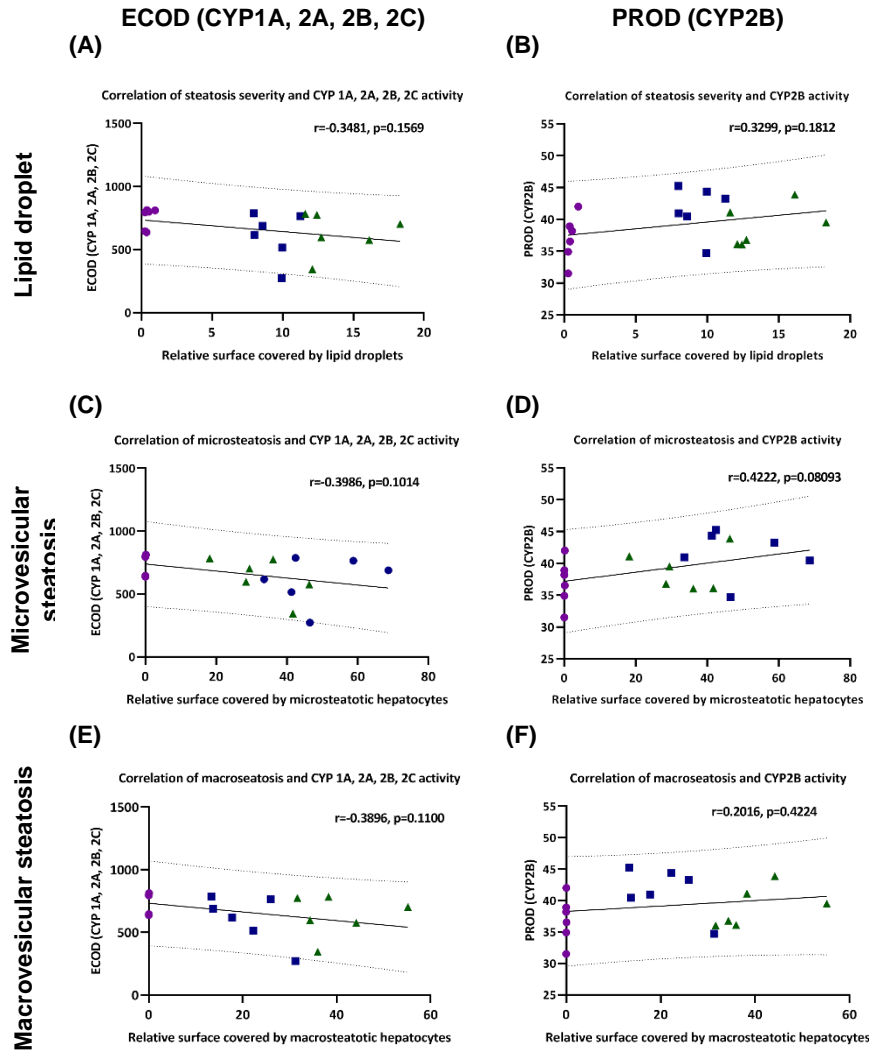 ECOD (CYP1A, 2A, 2B, 2C)
PROD (CYP2B)
Lipid droplet
(A)
Correlation of steatosis severity and CYP 1A, 2A, 2B, 2C activity
r=-0.3481, p=0.1569
ECOD (CYP 1A, 2A, 2B, 2C)
1500
1000
500
0
0 5 10 15 20
Relative surface covered by lipid droplets
(B)
Correlation of steatosis severity and CYP2B activity
r=0.3299, p=0.1812
PROD (CYP2B)
55
50
45
40
35
30
25
0 5 10 15 20
Relative surface covered by lipid droplets
Microvesicular
steatosis
(C)
Correlation of microsteatosis and CYP 1A, 2A, 2B, 2C activity
r=-0.3986, p=0.1014
ECOD (CYP 1A, 2A, 2B, 2C)
1500
1000
500
0
0 20 40 60 80
Relative surface covered by microsteatotic hepatocytes
(D)
Correlation of microsteatosis and CYP2B activity
r=0.4222, p=0.08093
PROD (CYP2B)
55
50
45
40
35
30
25
0 20 40 60 80
Relative surface covered by microsteatotic hepatocytes
Macrovesicular steatosis
(E)
Correlation of macroseatosis and CYP 1A, 2A, 2B, 2C activity
r=-0.3896, p=0.1100
ECOD (CYP 1A, 2A, 2B, 2C)
1500
1000
500
0
0 20 40 60
Relative surface covered by macrosteatotic hepatocytes
(F)
Correlation of macroseatosis and CYP2B activity
r=0.2016, p=0.4224
PROD (CYP2B)
55
50
45
40
35
30
25
0 20 40 60
Relative surface covered by macrosteatotic hepatocytes